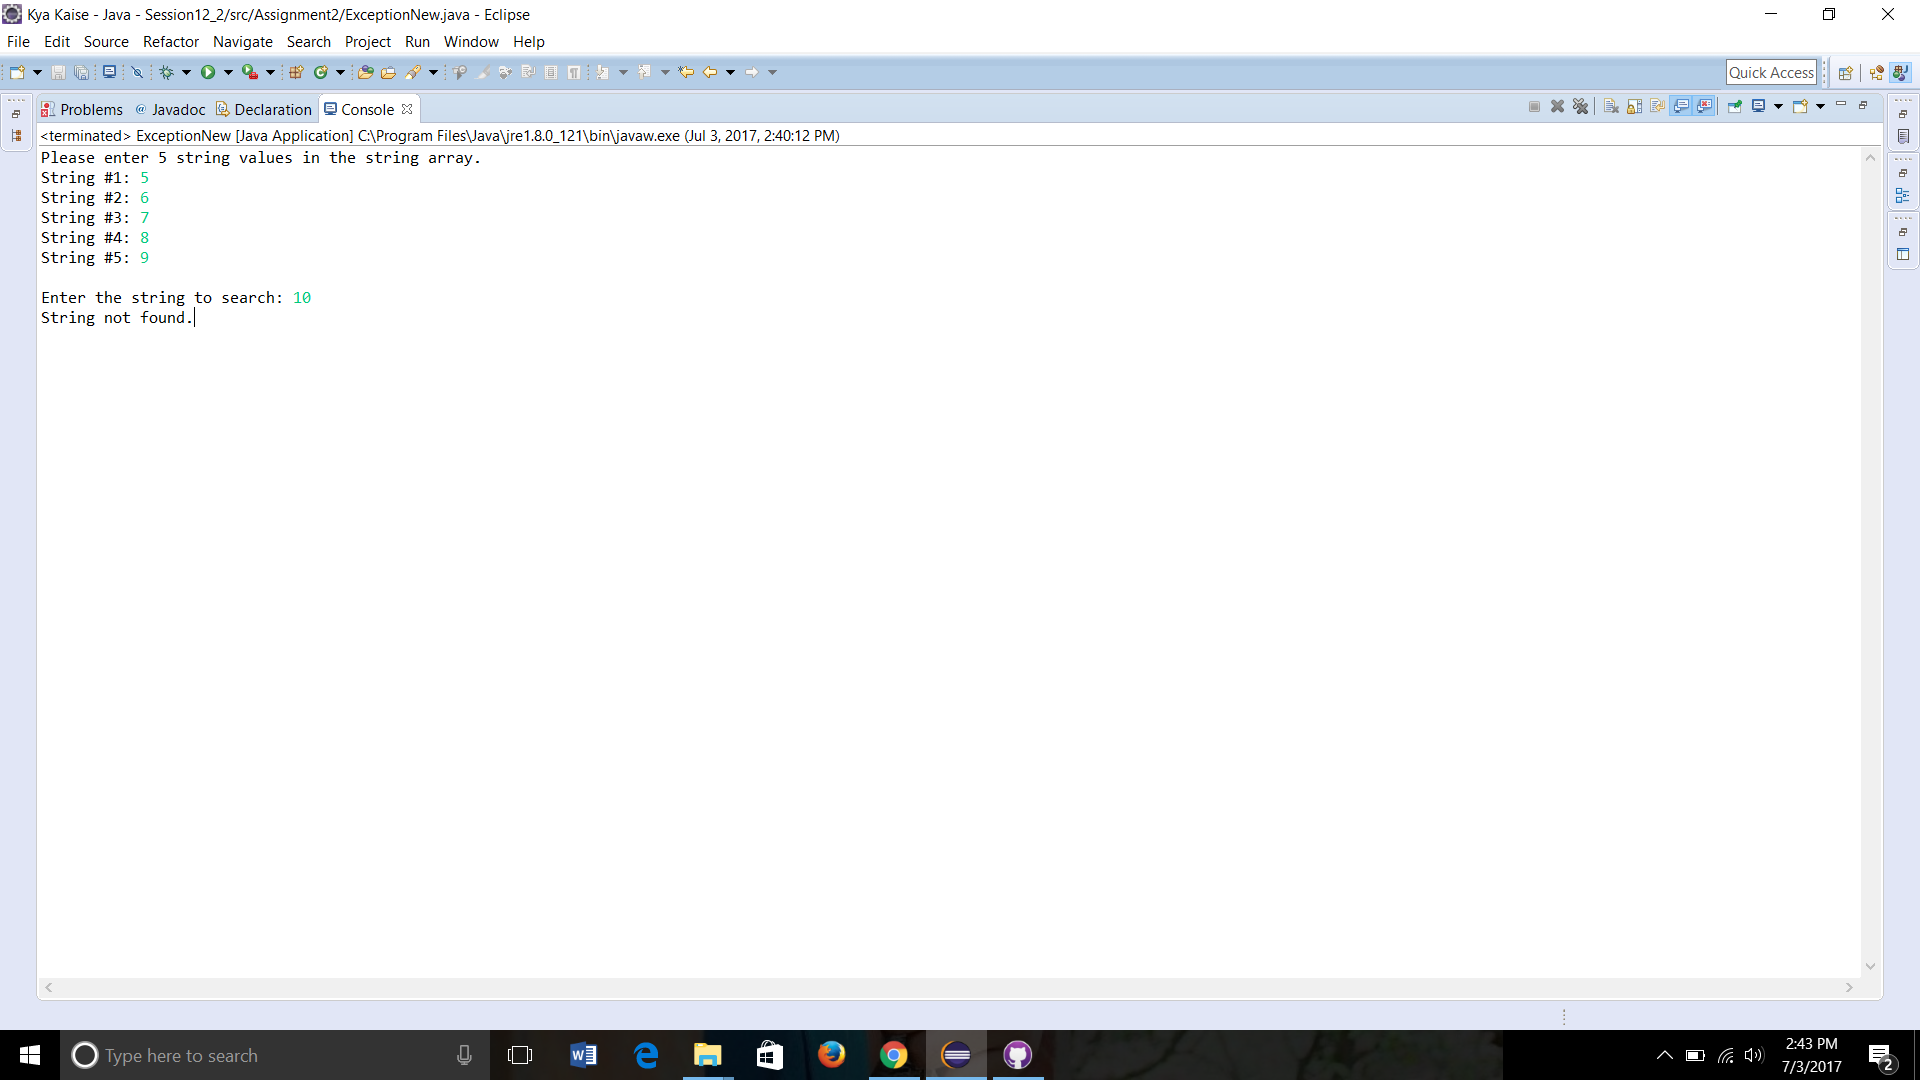 Kya Kaise - Java - Session12_2/src/Assignment2/ExceptionNew.java - Eclipse
File Edit Source Refactor Navigate Search Project Run Window Help
Quick Access
Problems @ Javadoc Declaration Console
<terminated> ExceptionNew [Java Application] C:\Program Files\Java\jre1.8.0_121\bin\javaw.exe (Jul 3, 2017, 2:40:12 PM)
Please enter 5 string values in the string array.
String #1: 5
String #2: 6
String #3: 7
String #4: 8
String #5: 9
Enter the string to search: 10
String not found.
Type here to search
2:43 PM
7/3/2017
2